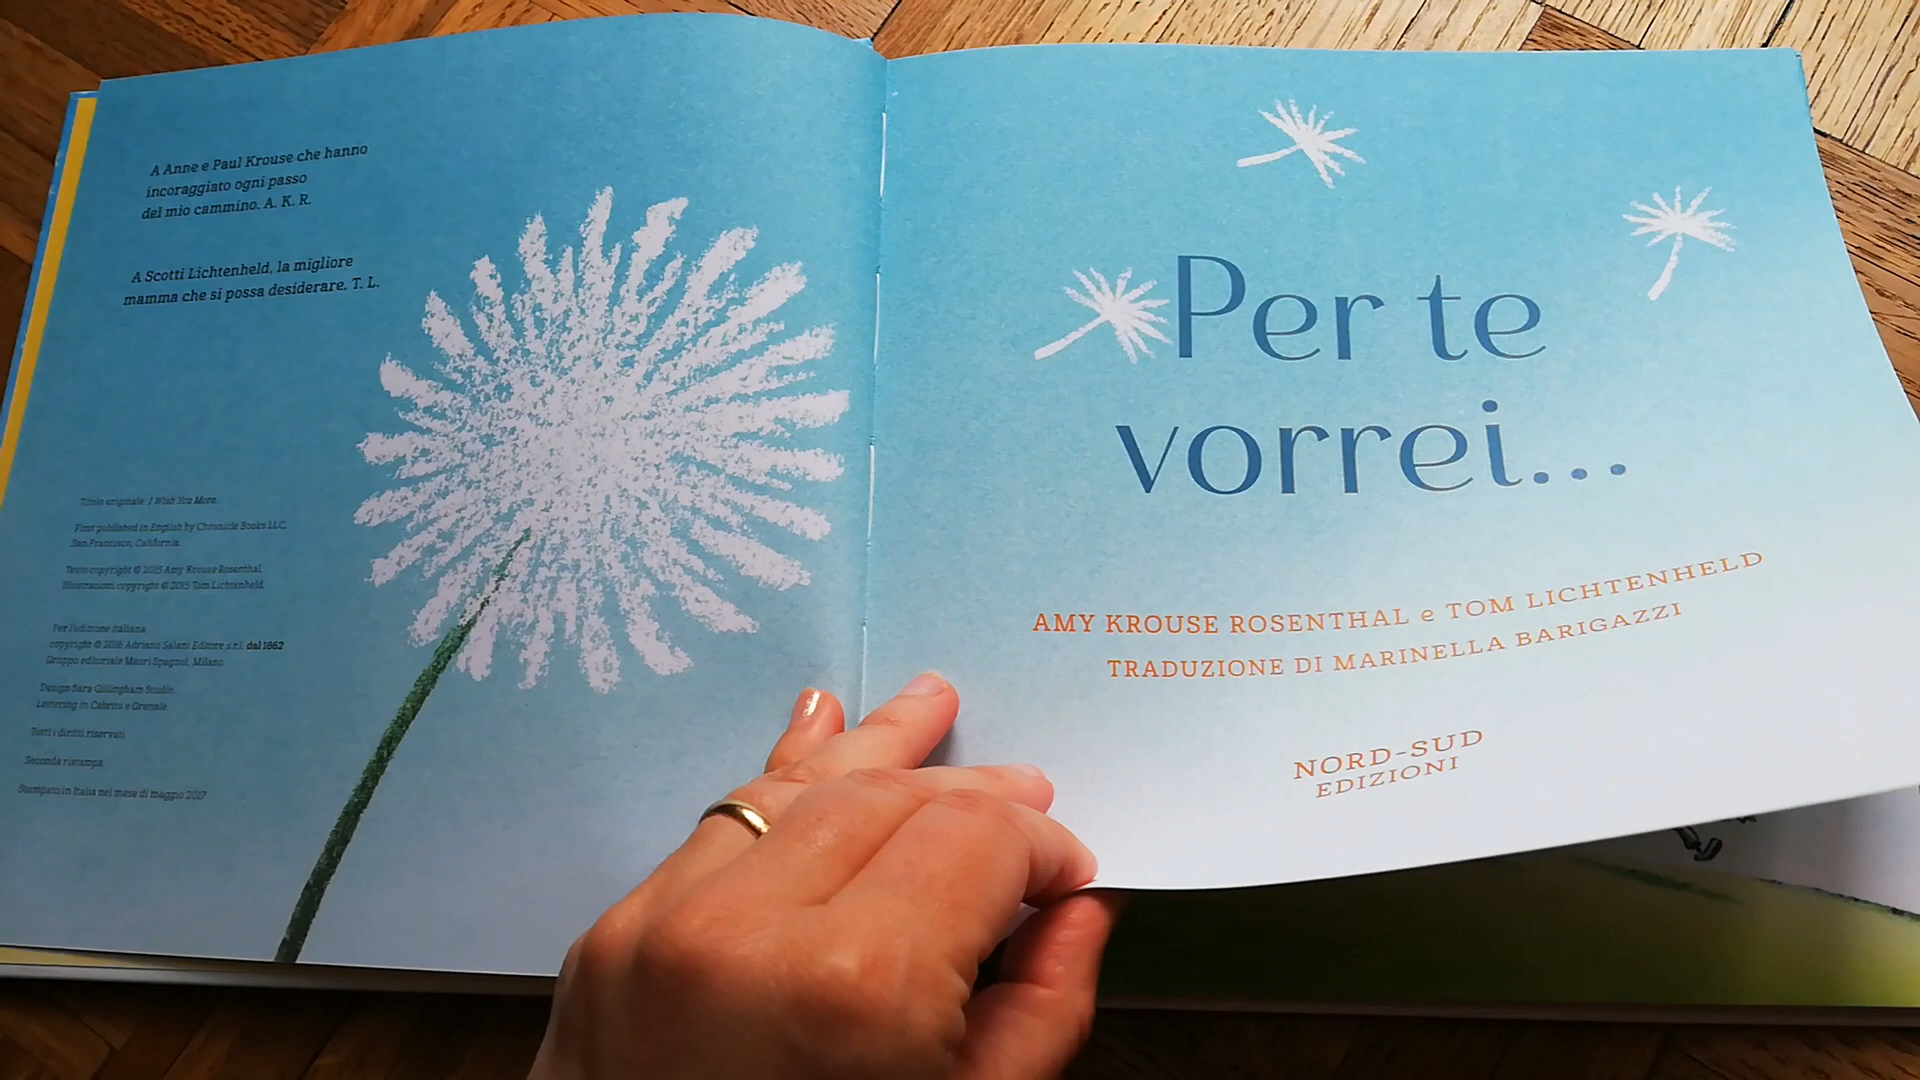 A Anne e Paul Krouse che hanno
incoraggiato ogni passo
del mio cammino. A. K. R.
A Scotti Lichtenheld, la migliore
mamma che si possa desiderare. T. L.
Titolo originale: I Wish You More.
First published in English by Chronicle Books LLC,
San Francisco, California.
Testo copyright © 2015 Amy Krouse Rosenthal.
Illustrazioni copyright © 2015 Tom Lichtenheld.
Per l'edizione italiana
copyright © 2016 Adriano Salani Editore s.r.l. dal 1862
Gruppo editoriale Mauri Spagnol, Milano
Design Sara Gillingham Studio.
Lettering in Cabrito e Grenale.
Tutti i diritti riservati
Seconda ristampa
Stampato in Italia nel mese di maggio 2017
Per te
vorrei...
AMY KROUSE ROSENTHAL e TOM LICHTENHELD
TRADUZIONE DI MARINELLA BARIGAZZI
NORD-SUD
EDIZIONI